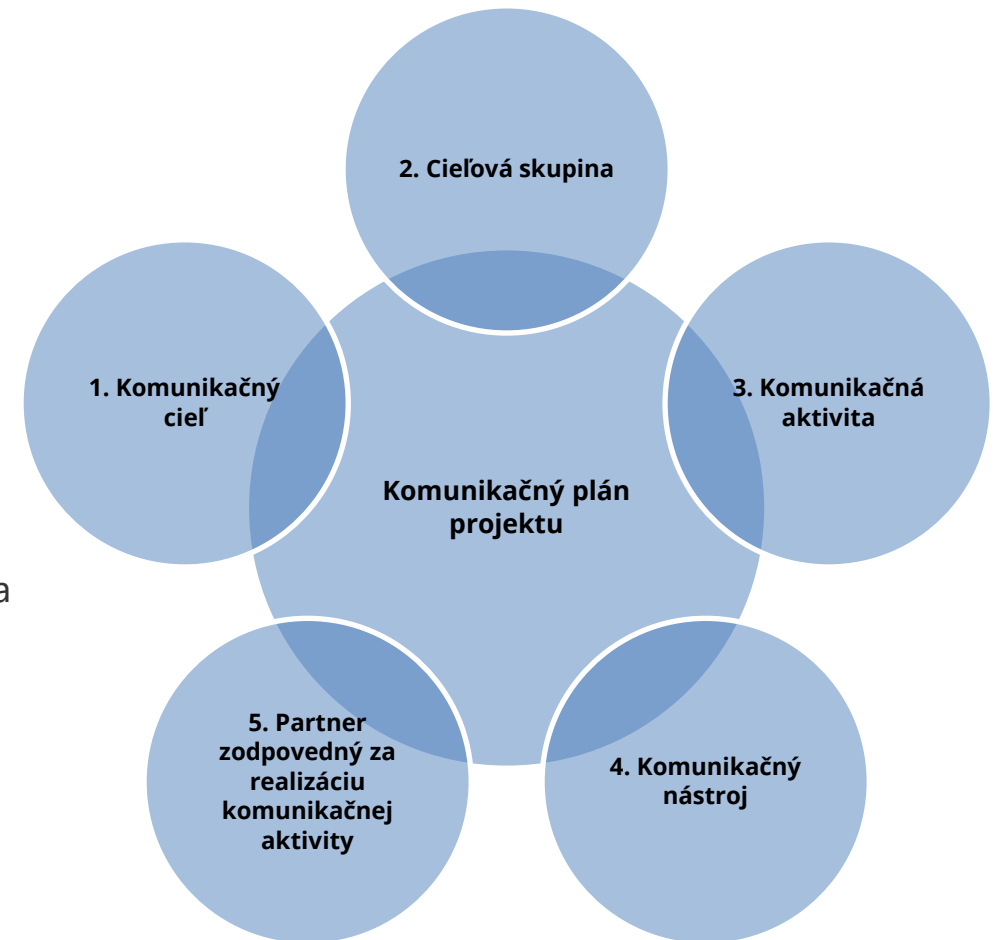 2. Cieľová skupina
1. Komunikačný
cieľ
3. Komunikačná
aktivita
Komunikačný plán
projektu
a
5. Partner
zodpovedný za
realizáciu
komunikačnej
aktivity
4. Komunikačný
nástroj